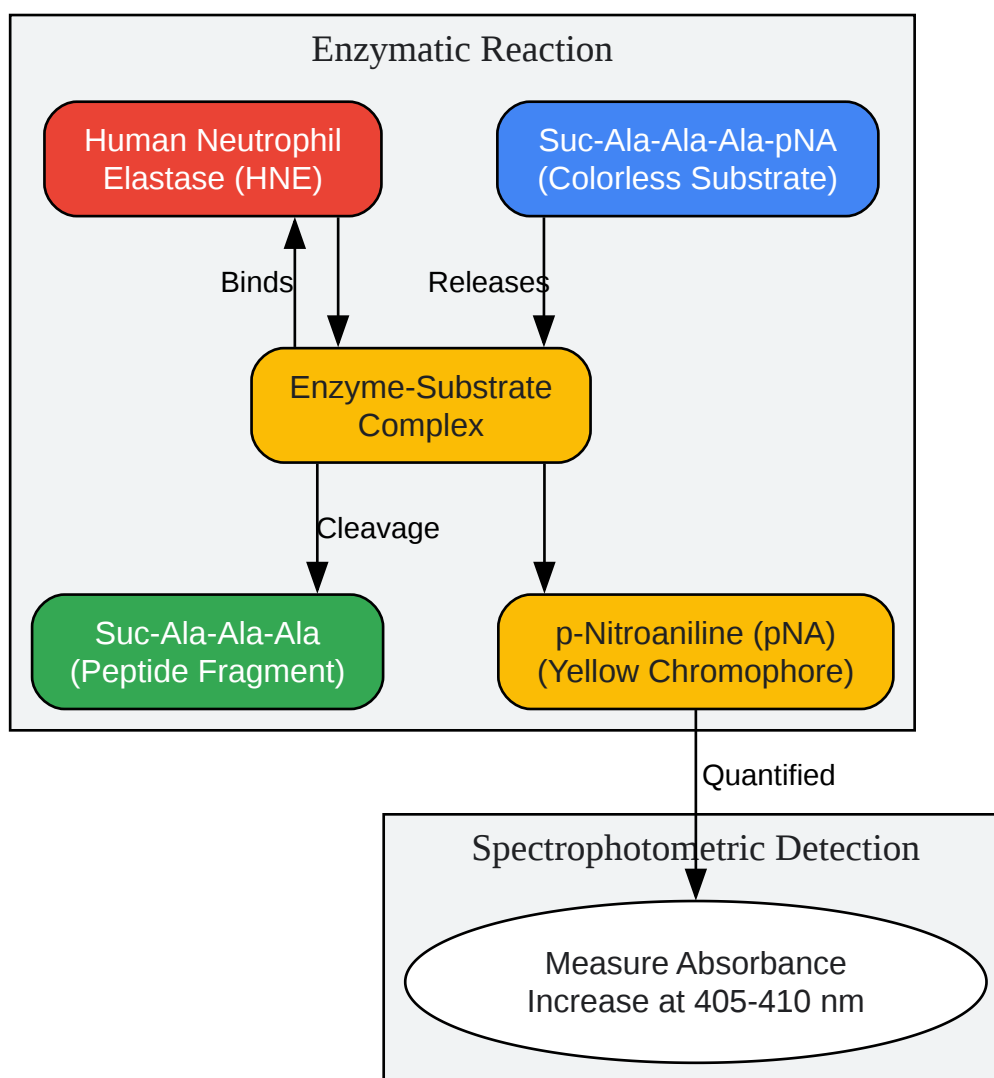 Enzymatic Reaction
Human Neutrophil
Elastase (HNE)
Suc-Ala-Ala-Ala-pNA
(Colorless Substrate)
Binds
Releases
Enzyme-Substrate
Complex
Cleavage
Suc-Ala-Ala-Ala
(Peptide Fragment)
p-Nitroaniline (pNA)
(Yellow Chromophore)
Quantified
Spectrophotometric Detection
Measure Absorbance
Increase at 405-410 nm